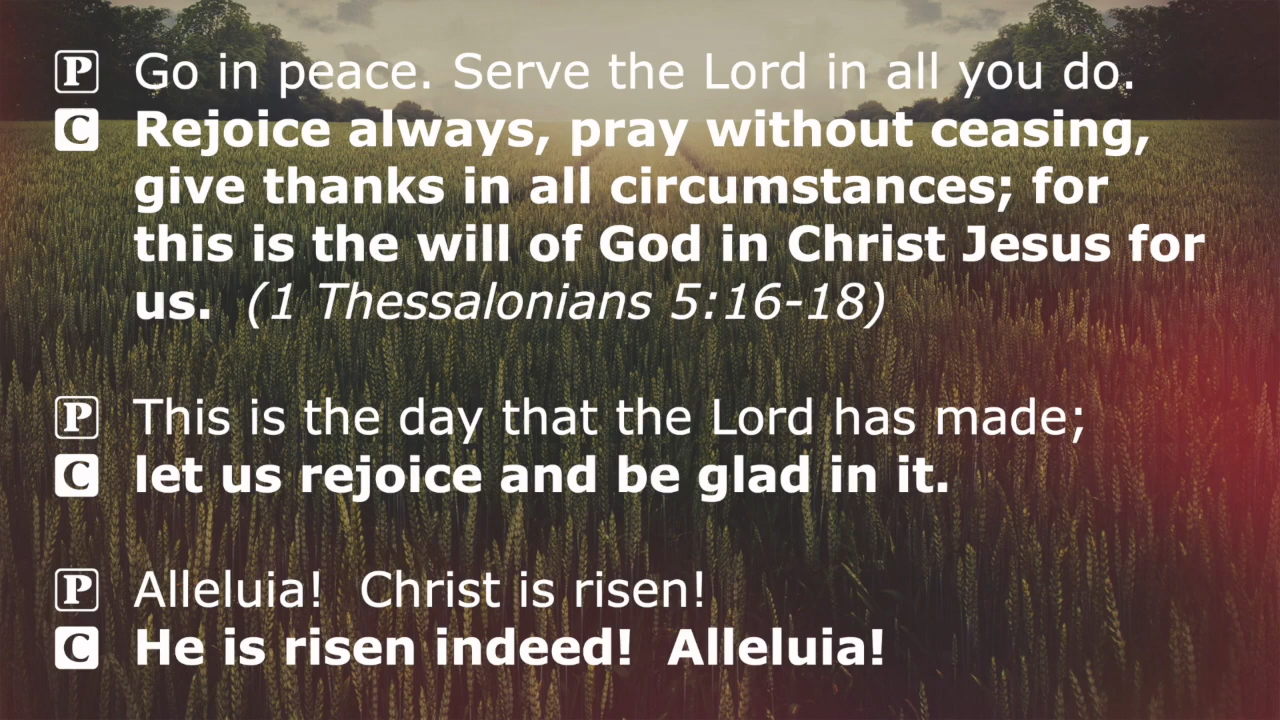 P Go in peace. Serve the Lord in all you do.
C Rejoice always, pray without ceasing,
give thanks in all circumstances; for
this is the will of God in Christ Jesus for
us. (1 Thessalonians 5:16-18)
P This is the day that the Lord has made;
C let us rejoice and be glad in it.
P Alleluia! Christ is risen!
C He is risen indeed! Alleluia!